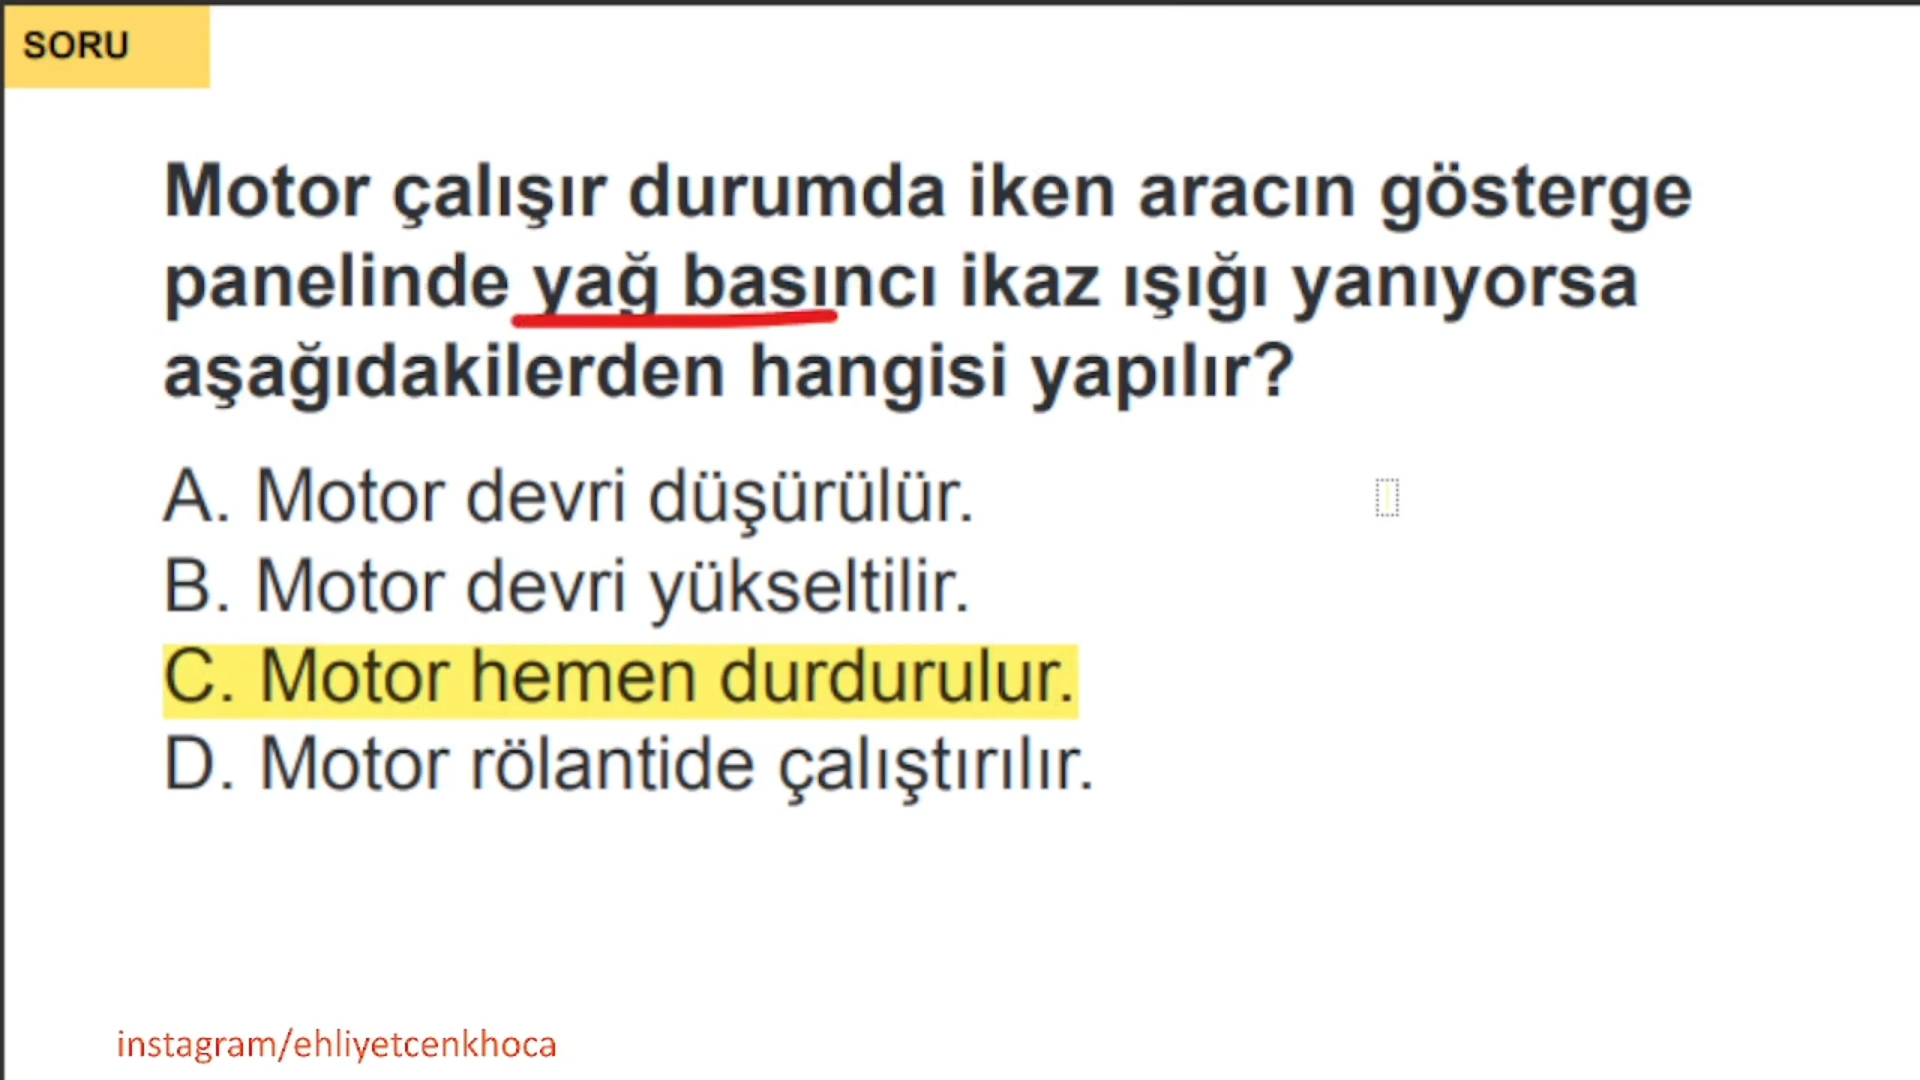 SORU
Motor çalışır durumda iken aracın gösterge
panelinde yağ basıncı ikaz ışığı yanıyorsa
aşağıdakilerden hangisi yapılır?
A. Motor devri düşürülür.
B. Motor devri yükseltilir.
C. Motor hemen durdurulur.
D. Motor rölantide çalıştırılır.
instagram/ehliyetcenkhoca